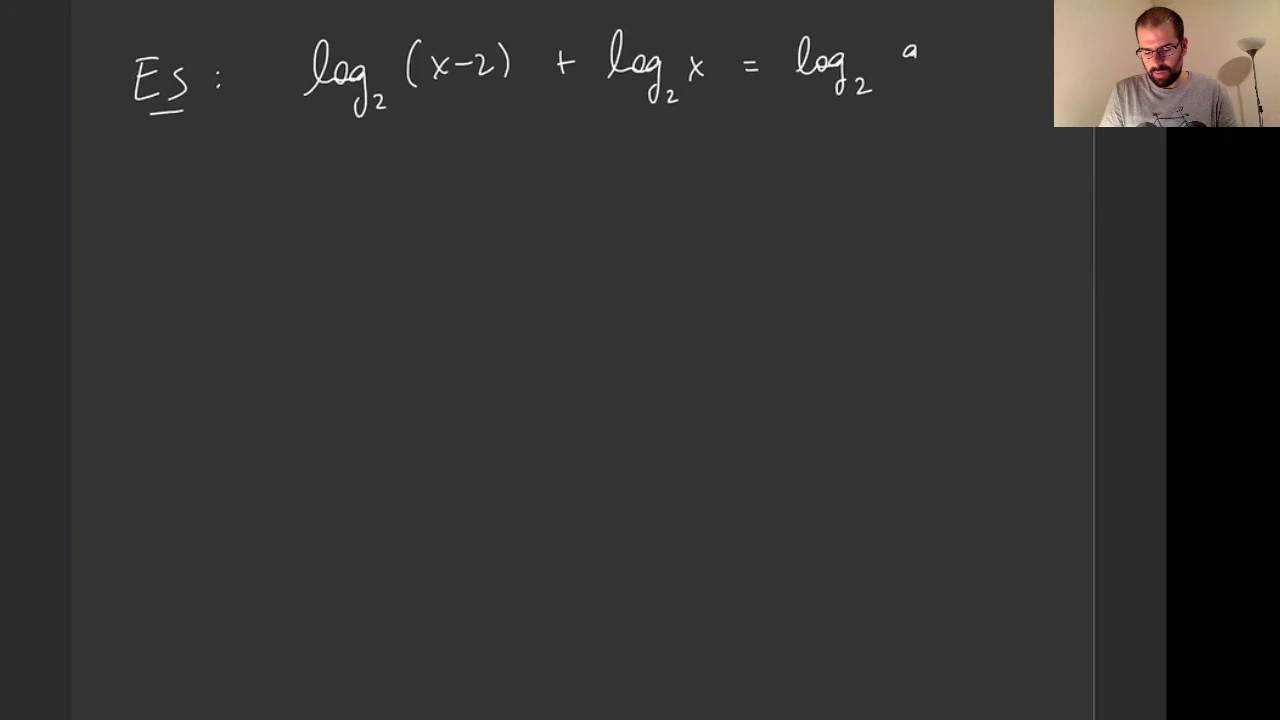 Es : log₂ (x-2) + log₂ x = log₂